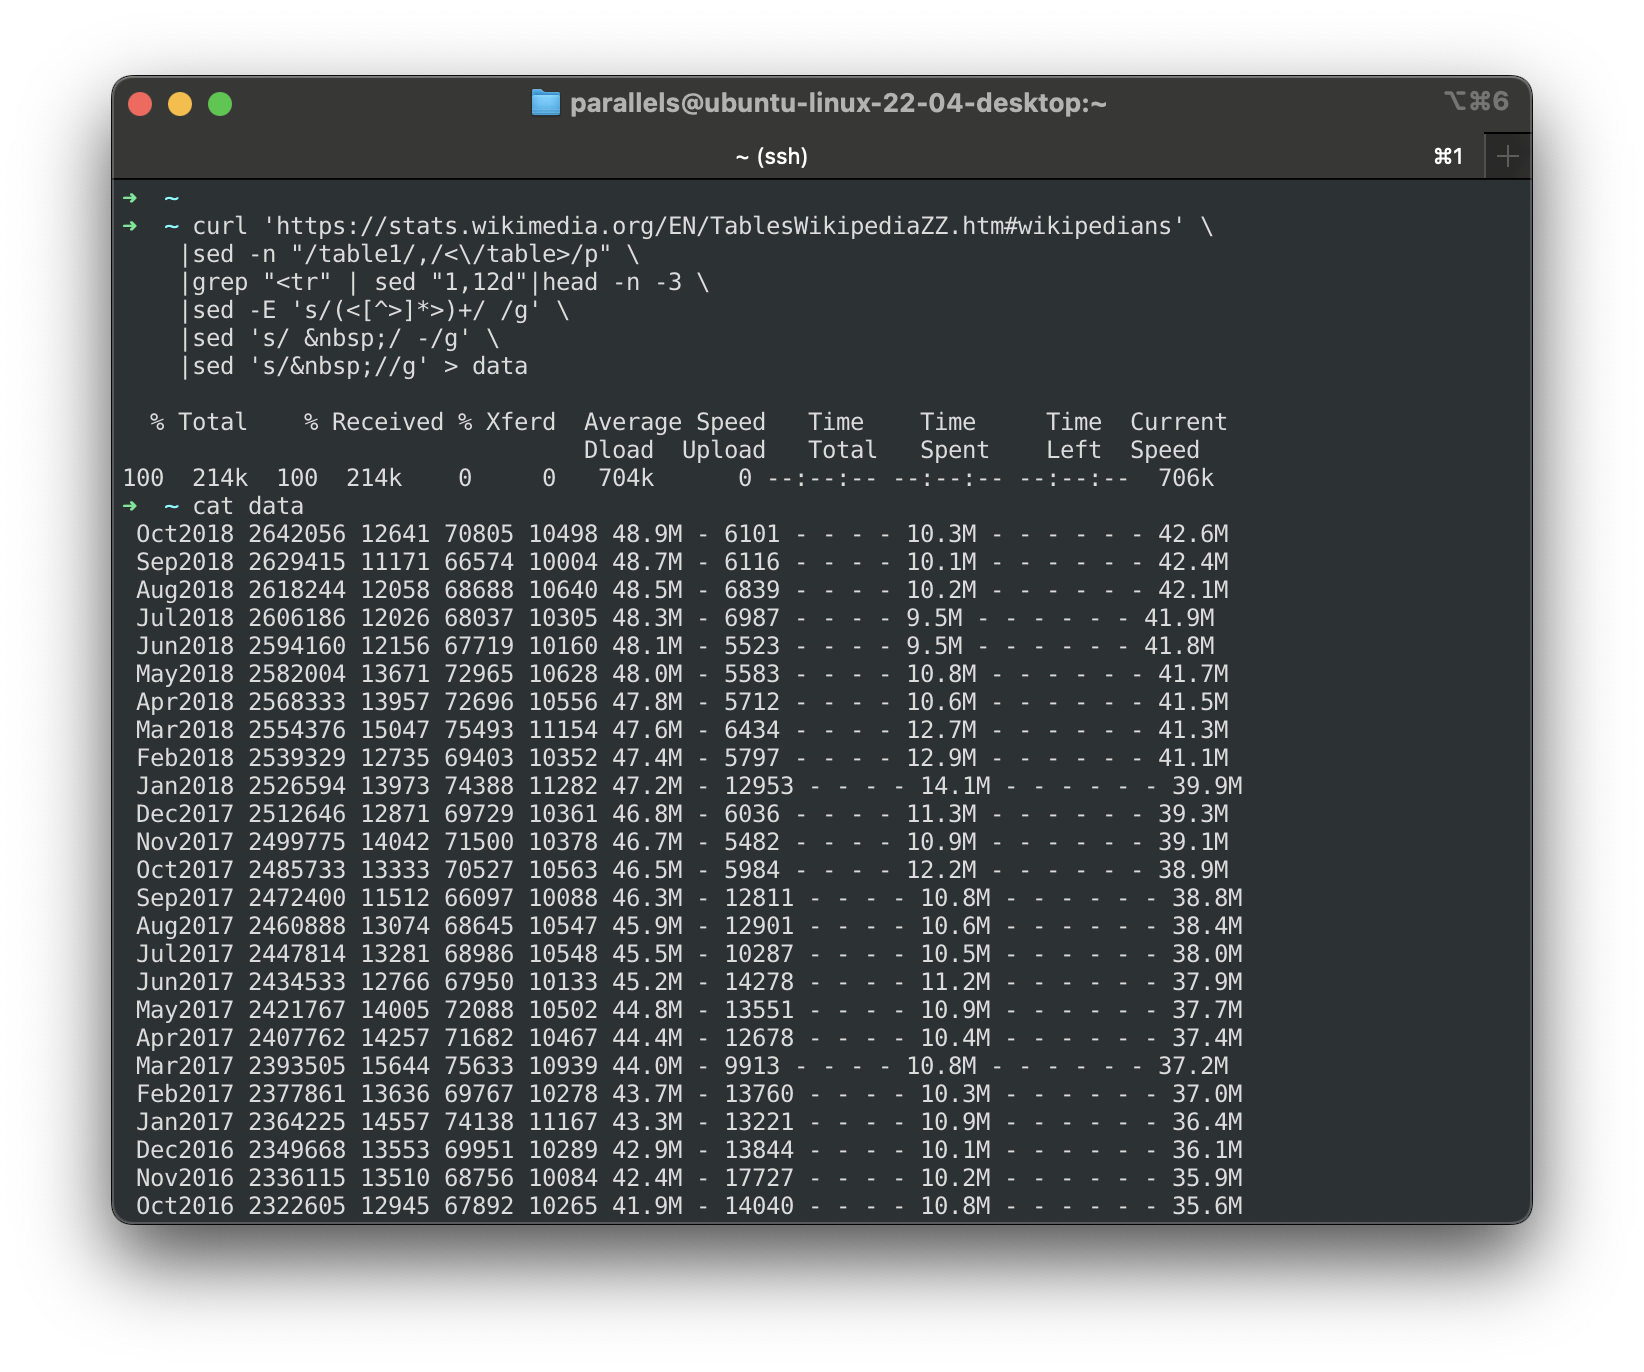 parallels@ubuntu-linux-22-04-desktop:~ ⌥⌘6
~ (ssh) ⌘1
➜ ~
➜ ~ curl 'https://stats.wikimedia.org/EN/TablesWikipediaZZ.htm#wikipedians' \
|sed -n "/table1/,/<\/table>/p" \
|grep "<tr" | sed "1,12d"|head -n -3 \
|sed -E 's/(<[^>]*>)+/ /g' \
|sed 's/ &nbsp;/ -/g' \
|sed 's/&nbsp;//g' > data
% Total % Received % Xferd Average Speed Time Time Time Current
Dload Upload Total Spent Left Speed
100 214k 100 214k 0 0 704k 0 --:--:-- --:--:-- --:--:-- 706k
➜ ~ cat data
Oct2018 2642056 12641 70805 10498 48.9M - 6101 - - - - 10.3M - - - - - - 42.6M
Sep2018 2629415 11171 66574 10004 48.7M - 6116 - - - - 10.1M - - - - - - 42.4M
Aug2018 2618244 12058 68688 10640 48.5M - 6839 - - - - 10.2M - - - - - - 42.1M
Jul2018 2606186 12026 68037 10305 48.3M - 6987 - - - - 9.5M - - - - - - 41.9M
Jun2018 2594160 12156 67719 10160 48.1M - 5523 - - - - 9.5M - - - - - - 41.8M
May2018 2582004 13671 72965 10628 48.0M - 5583 - - - - 10.8M - - - - - - 41.7M
Apr2018 2568333 13957 72696 10556 47.8M - 5712 - - - - 10.6M - - - - - - 41.5M
Mar2018 2554376 15047 75493 11154 47.6M - 6434 - - - - 12.7M - - - - - - 41.3M
Feb2018 2539329 12735 69403 10352 47.4M - 5797 - - - - 12.9M - - - - - - 41.1M
Jan2018 2526594 13973 74388 11282 47.2M - 12953 - - - - 14.1M - - - - - - 39.9M
Dec2017 2512646 12871 69729 10361 46.8M - 6036 - - - - 11.3M - - - - - - 39.3M
Nov2017 2499775 14042 71500 10378 46.7M - 5482 - - - - 10.9M - - - - - - 39.1M
Oct2017 2485733 13333 70527 10563 46.5M - 5984 - - - - 12.2M - - - - - - 38.9M
Sep2017 2472400 11512 66097 10088 46.3M - 12811 - - - - 10.8M - - - - - - 38.8M
Aug2017 2460888 13074 68645 10547 45.9M - 12901 - - - - 10.6M - - - - - - 38.4M
Jul2017 2447814 13281 68986 10548 45.5M - 10287 - - - - 10.5M - - - - - - 38.0M
Jun2017 2434533 12766 67950 10133 45.2M - 14278 - - - - 11.2M - - - - - - 37.9M
May2017 2421767 14005 72088 10502 44.8M - 13551 - - - - 10.9M - - - - - - 37.7M
Apr2017 2407762 14257 71682 10467 44.4M - 12678 - - - - 10.4M - - - - - - 37.4M
Mar2017 2393505 15644 75633 10939 44.0M - 9913 - - - - 10.8M - - - - - - 37.2M
Feb2017 2377861 13636 69767 10278 43.7M - 13760 - - - - 10.3M - - - - - - 37.0M
Jan2017 2364225 14557 74138 11167 43.3M - 13221 - - - - 10.9M - - - - - - 36.4M
Dec2016 2349668 13553 69951 10289 42.9M - 13844 - - - - 10.1M - - - - - - 36.1M
Nov2016 2336115 13510 68756 10084 42.4M - 17727 - - - - 10.2M - - - - - - 35.9M
Oct2016 2322605 12945 67892 10265 41.9M - 14040 - - - - 10.8M - - - - - - 35.6M